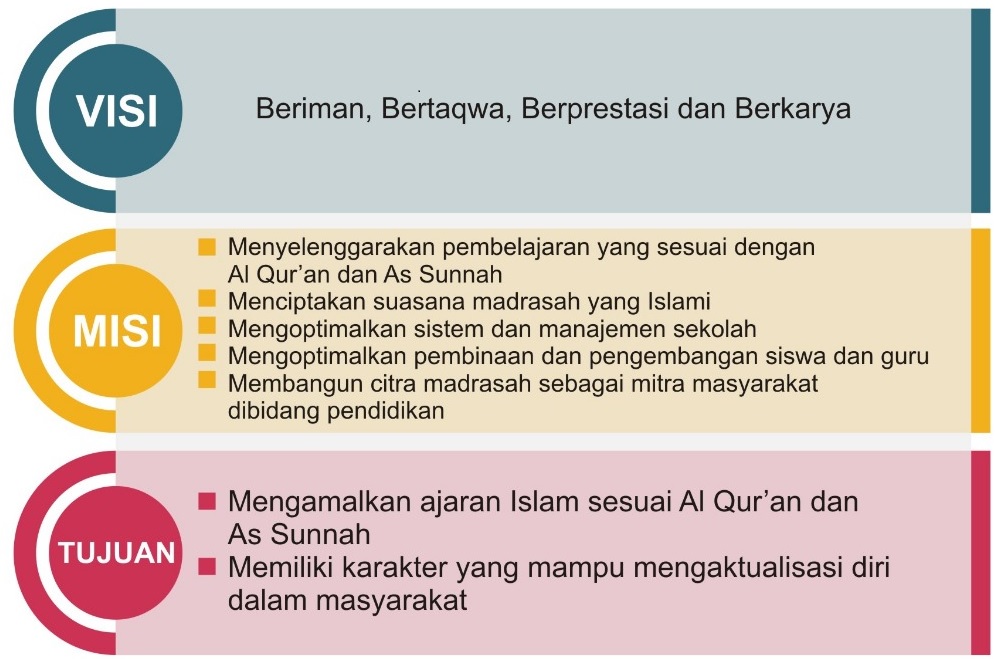 VISI
Beriman, Bertaqwa, Berprestasi dan Berkarya
MISI
Menyelenggarakan pembelajaran yang sesuai dengan
Al Qur’an dan As Sunnah
Menciptakan suasana madrasah yang Islami
Mengoptimalkan sistem dan manajemen sekolah
Mengoptimalkan pembinaan dan pengembangan siswa dan guru
Membangun citra madrasah sebagai mitra masyarakat
dibidang pendidikan
TUJUAN
Mengamalkan ajaran Islam sesuai Al Qur’an dan
As Sunnah
Memiliki karakter yang mampu mengaktualisasi diri
dalam masyarakat